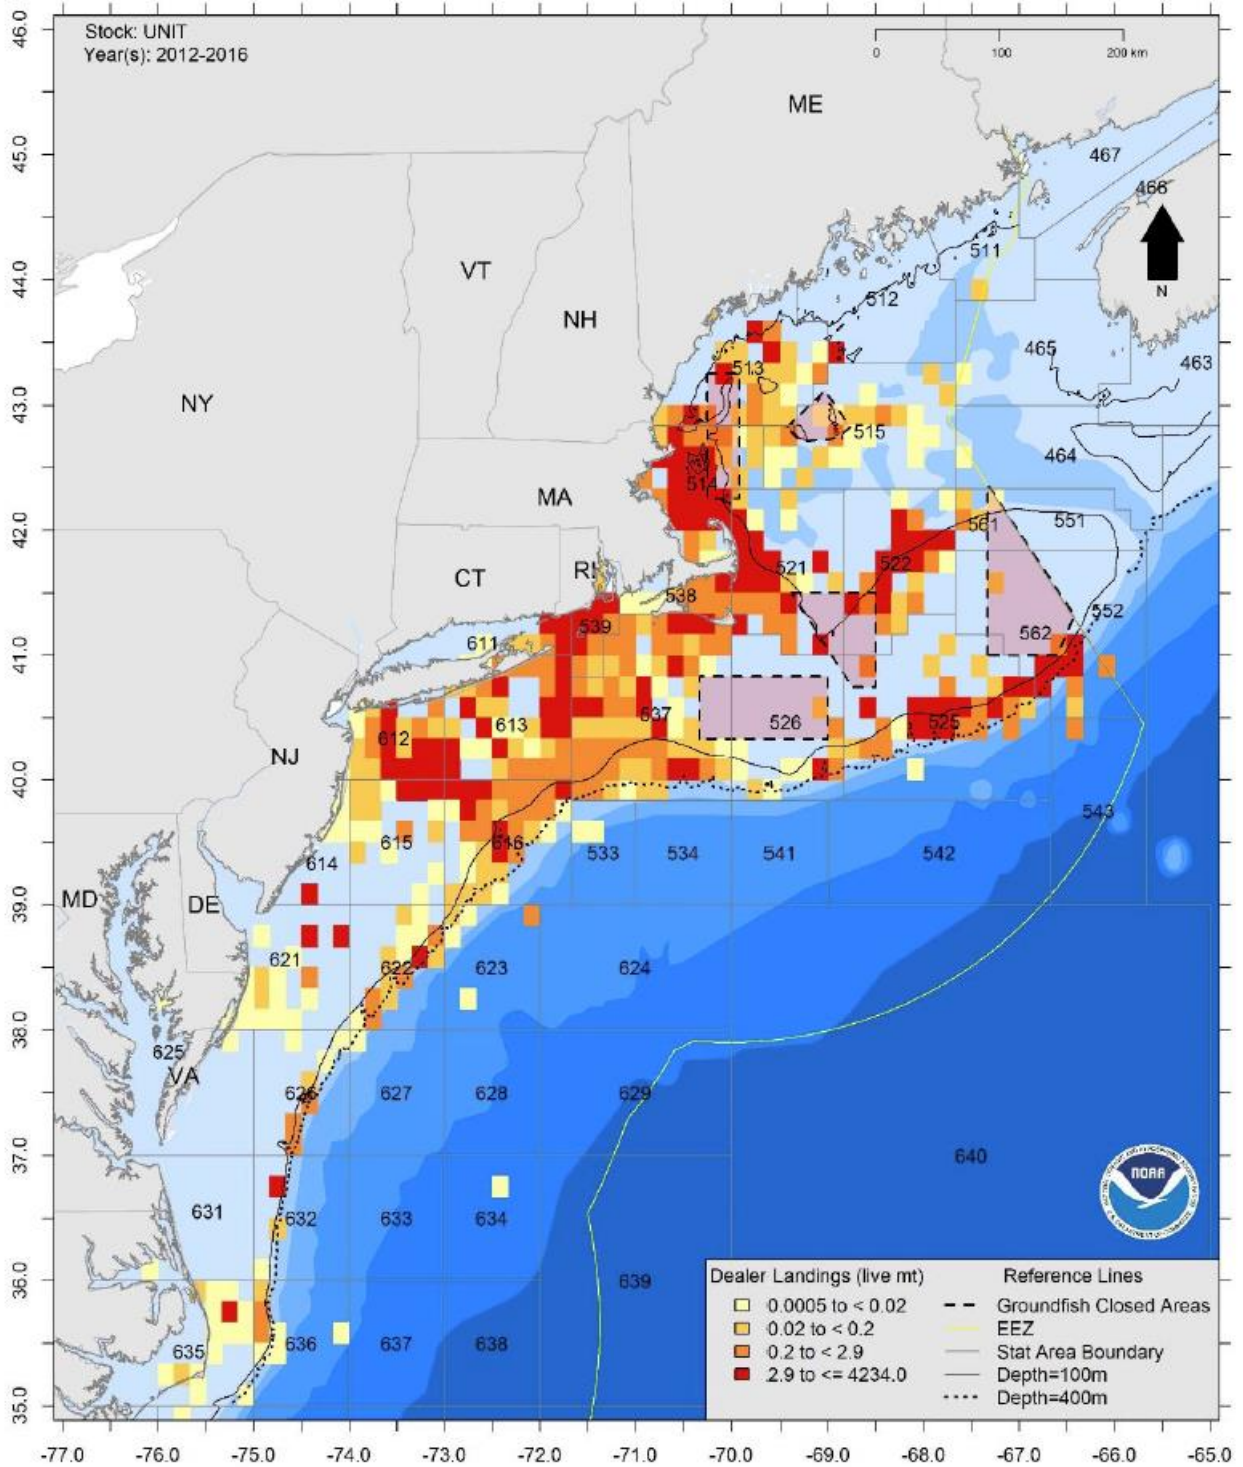 Stock: UNIT
Year(s): 2012-2016
0 100 200 km
46.0
45.0
44.0
43.0
42.0
41.0
40.0
39.0
38.0
37.0
36.0
35.0
ME
467
466
511
VT
N
512
NH
465
463
513
NY
515
464
514
MA
561
551
521
522
CT
RI
538
552
539
562
611
537
526
525
613
612
NJ
543
615
616
533
534
541
542
614
MD
DE
621
622
623
624
625
VA
626
627
628
629
640
NOAA
631
632
633
634
639
635
636
637
638
Dealer Landings (live mt)
0.0005 to < 0.02
0.02 to < 0.2
0.2 to < 2.9
2.9 to <= 4234.0
Reference Lines
Groundfish Closed Areas
EEZ
Stat Area Boundary
Depth=100m
Depth=400m
-77.0 -76.0 -75.0 -74.0 -73.0 -72.0 -71.0 -70.0 -69.0 -68.0 -67.0 -66.0 -65.0